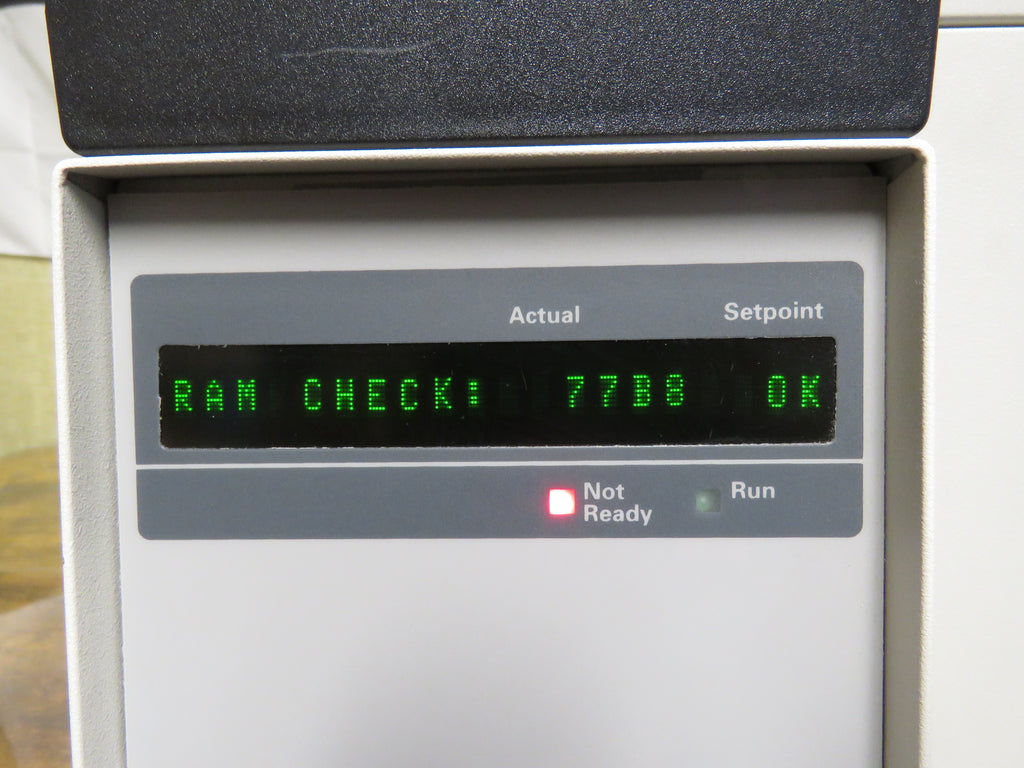 Actual Setpoint
RAM CHECK: 77B8 OK
Not Ready Run